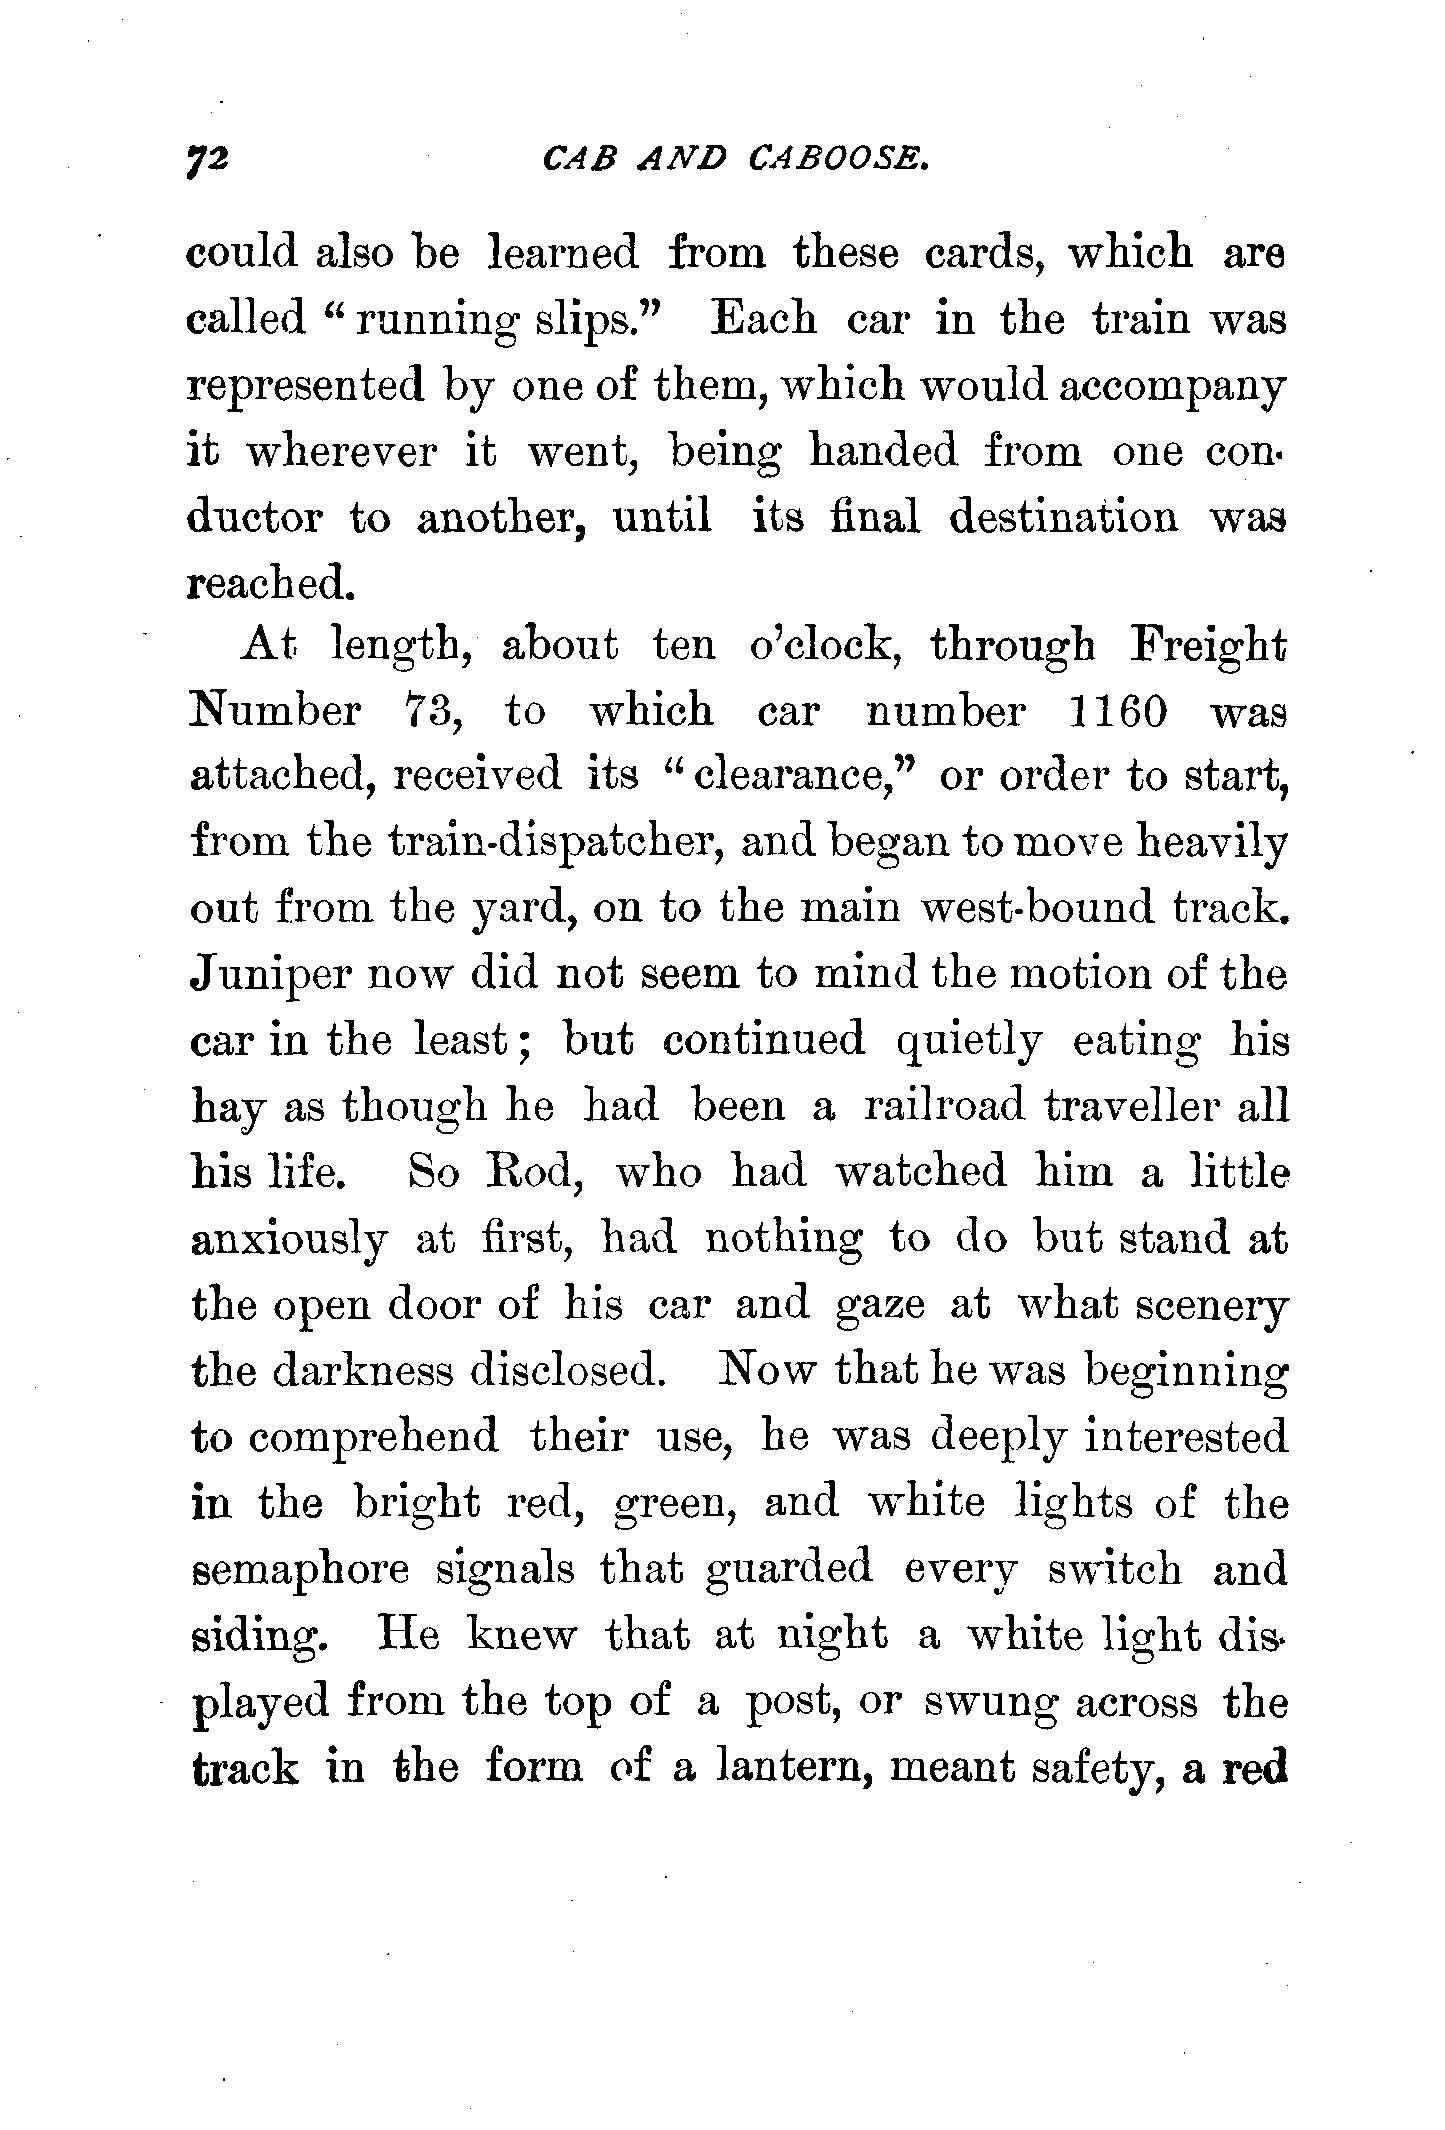 72 CAB AND CABOOSE.
could also be learned from these cards, which are
called “ running slips.” Each car in the train was
represented by one of them, which would accompany
it wherever it went, being handed from one con-
ductor to another, until its final destination was
reached.
At length, about ten o’clock, through Freight
Number 73, to which car number 1160 was
attached, received its “ clearance,” or order to start,
from the train-dispatcher, and began to move heavily
out from the yard, on to the main west-bound track.
Juniper now did not seem to mind the motion of the
car in the least ; but continued quietly eating his
hay as though he had been a railroad traveller all
his life. So Rod, who had watched him a little
anxiously at first, had nothing to do but stand at
the open door of his car and gaze at what scenery
the darkness disclosed. Now that he was beginning
to comprehend their use, he was deeply interested
in the bright red, green, and white lights of the
semaphore signals that guarded every switch and
siding. He knew that at night a white light dis-
played from the top of a post, or swung across the
track in the form of a lantern, meant safety, a red